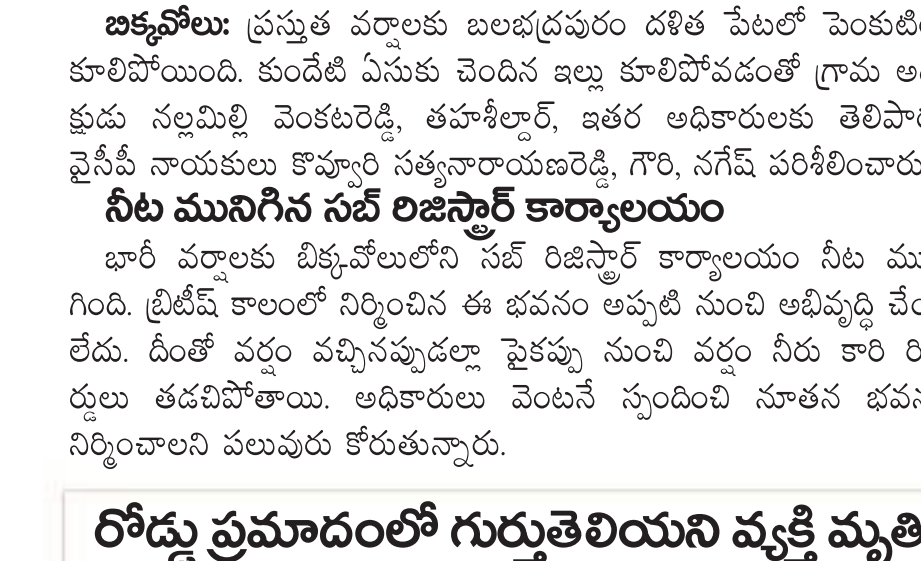 బిక్కవోలు: ప్రస్తుత వర్షాలకు బలభద్రపురం దళిత పేటలో పెంకుటి
కూలిపోయింది. కుందేటి ఏసుకు చెందిన ఇల్లు కూలిపోవడంతో గ్రామ అ
క్షుడు నల్లమిల్లి వెంకటరెడ్డి, తహశీల్దార్, ఇతర అధికారులకు తెలిపా
వైసీపీ నాయకులు కొవ్వూరి సత్యనారాయణరెడ్డి, గౌరి, నగేష్ పరిశీలించారు
నీట మునిగిన సబ్ రిజిస్ట్రార్ కార్యాలయం
భారీ వర్షాలకు బిక్కవోలులోని సబ్ రిజిస్ట్రార్ కార్యాలయం నీట ము
గింది. బ్రిటీష్ కాలంలో నిర్మించిన ఈ భవనం అప్పటి నుంచి అభివృద్ధి చే
లేదు. దీంతో వర్షం వచ్చినప్పుడల్లా పైకప్పు నుంచి వర్షం నీరు కారి రి
ర్డులు తడచిపోతాయి. అధికారులు వెంటనే స్పందించి నూతన భవ
నిర్మించాలని పలువురు కోరుతున్నారు.
రోడ్డు ప్రమాదంలో గుర్తుతెలియని వ్యక్తి మృతి